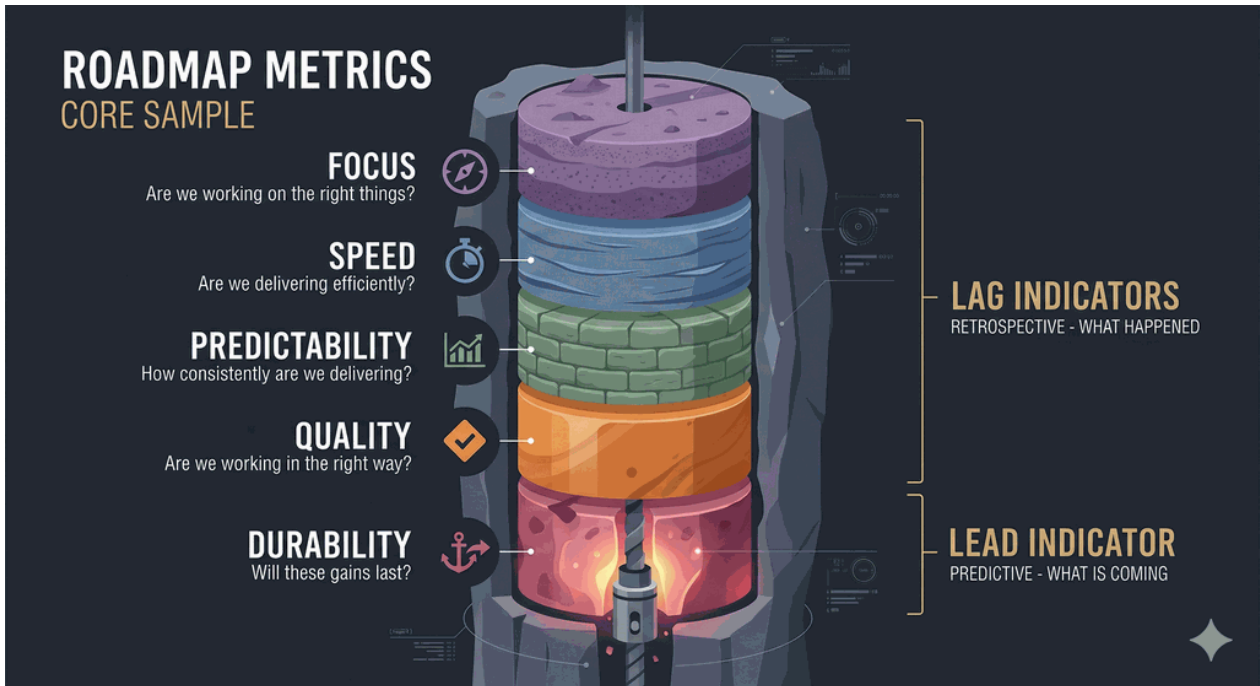 ROADMAP METRICS
CORE SAMPLE
FOCUS
Are we working on the right things?
SPEED
Are we delivering efficiently?
PREDICTABILITY
How consistently are we delivering?
QUALITY
Are we working in the right way?
DURABILITY
Will these gains last?
LAG INDICATORS
RETROSPECTIVE - WHAT HAPPENED
LEAD INDICATOR
PREDICTIVE - WHAT IS COMING